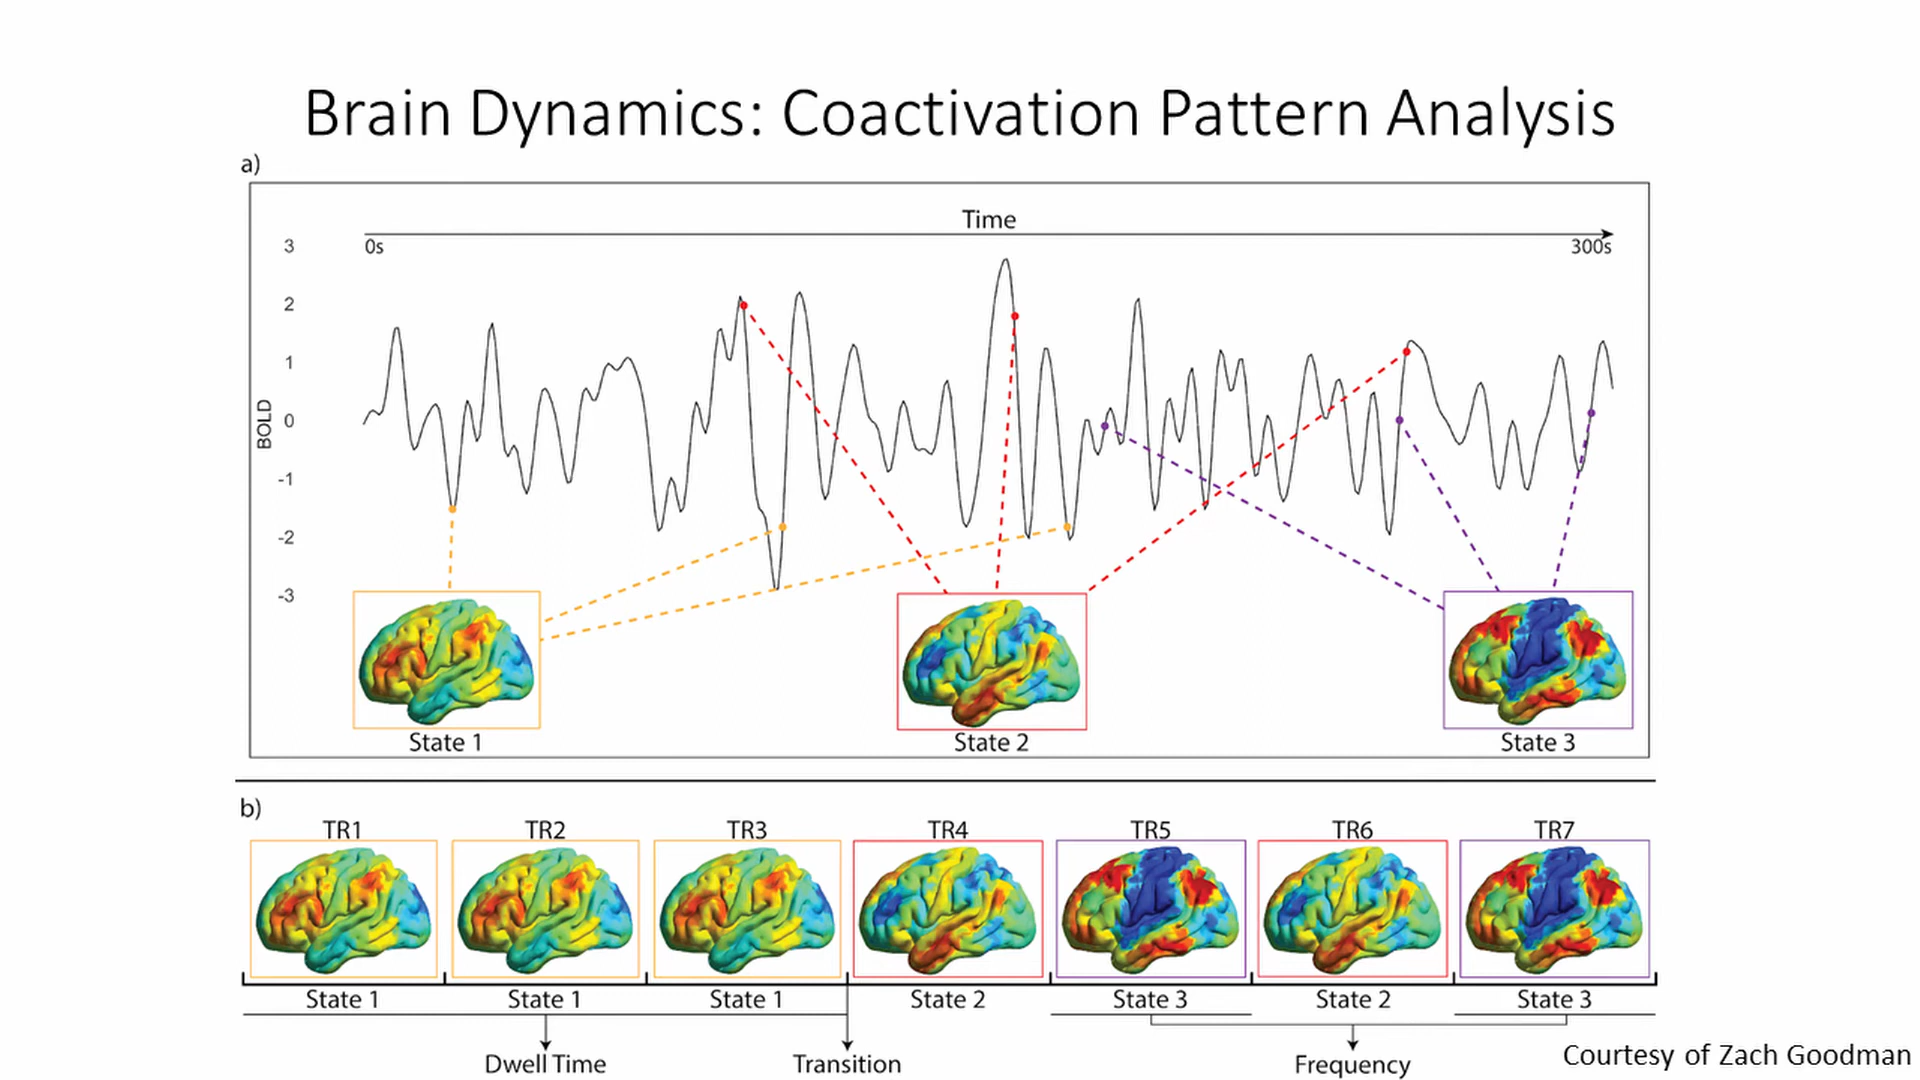 Brain Dynamics: Coactivation Pattern Analysis
a)
Time
0s
300s
3
2
1
0
-1
-2
-3
BOLD
State 1
State 2
State 3
b)
TR1
TR2
TR3
TR4
TR5
TR6
TR7
State 1
State 1
State 1
State 2
State 3
State 2
State 3
Dwell Time
Transition
Frequency
Courtesy of Zach Goodman